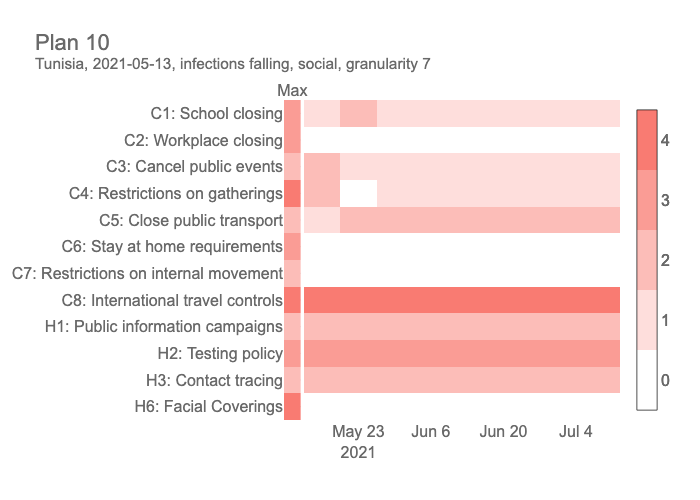 Plan 10
Tunisia, 2021-05-13, infections falling, social, granularity 7
Max
C1: School closing
C2: Workplace closing
C3: Cancel public events
C4: Restrictions on gatherings
C5: Close public transport
C6: Stay at home requirements
C7: Restrictions on internal movement
C8: International travel controls
H1: Public information campaigns
H2: Testing policy
H3: Contact tracing
H6: Facial Coverings
May 23 Jun 6 Jun 20 Jul 4
2021
4
3
2
1
0